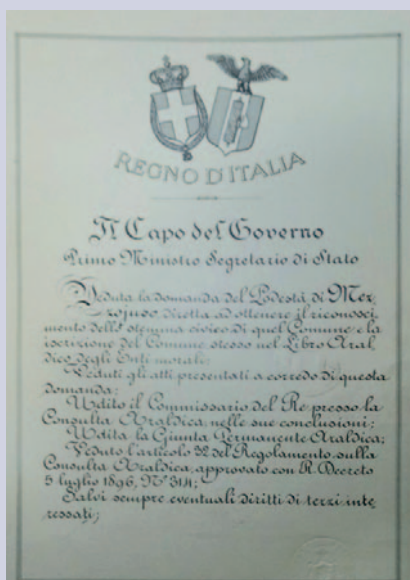 REGNO D'ITALIA
Il Capo del Governo
Primo Ministro Segretario di Stato
Veduta la domanda del Podestà di Mez
zojuso diretta ad ottenere il riconosci
mento dello stemma civico di quel Comune e la
iscrizione del Comune stesso nel Libro Aral
dico degli Enti morali;
Veduti gli atti presentati a corredo di questa
domanda;
Udito il Commissario del Re presso la
Consulta Araldica, nelle sue conclusioni;
Udita la Giunta Permanente Araldica;
Veduto l'articolo 32 del Regolamento sulla
Consulta Araldica, approvato con R. Decreto
5 luglio 1896, N° 314;
Salvi sempre eventuali diritti di terzi inte
ressati;